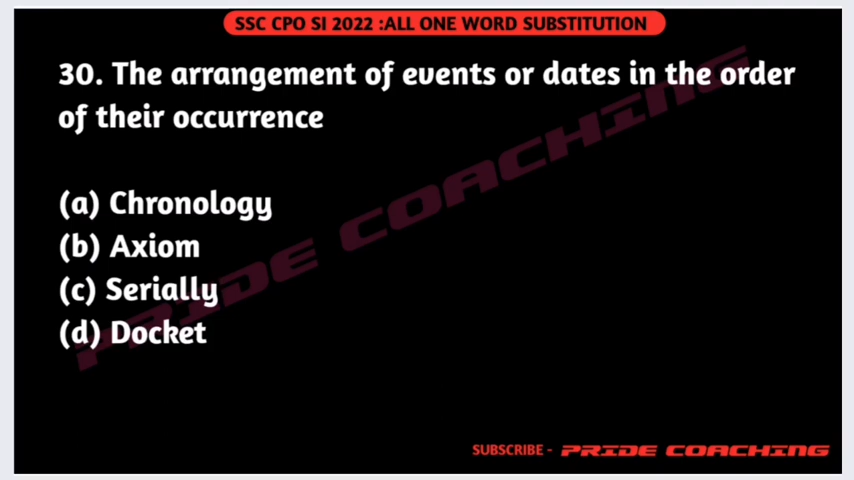 SSC CPO SI 2022 :ALL ONE WORD SUBSTITUTION
30. The arrangement of events or dates in the order
of their occurrence
(a) Chronology
(b) Axiom
(c) Serially
(d) Docket
PRIDE COACHING
SUBSCRIBE - PRIDE COACHING